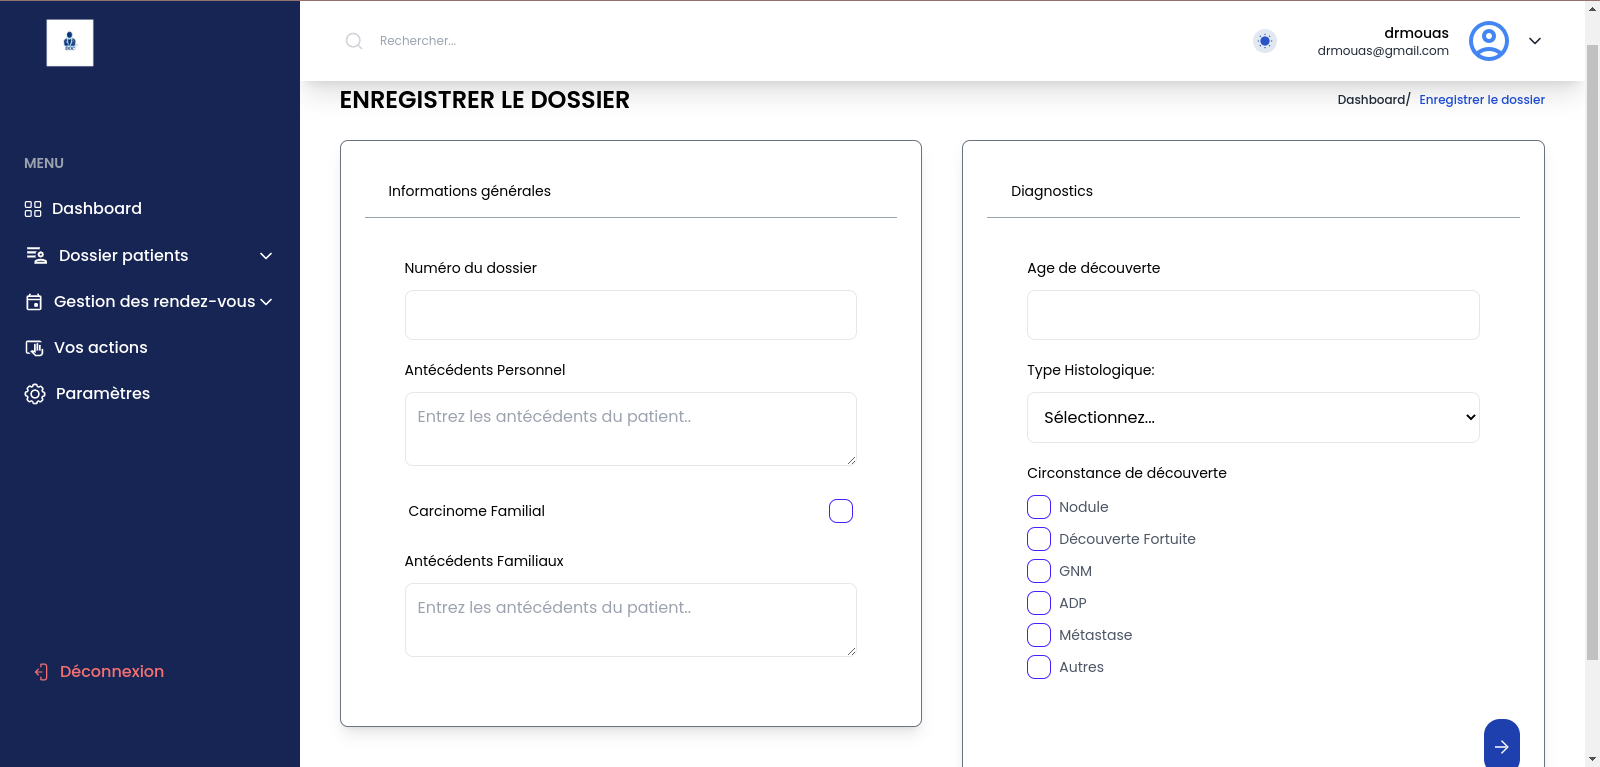 Rechercher...
drmouas
drmouas@gmail.com
MENU
Dashboard
Dossier patients
Gestion des rendez-vous
Vos actions
Paramètres
Déconnexion
ENREGISTRER LE DOSSIER
Dashboard/ Enregistrer le dossier
Informations générales
Numéro du dossier
Antécédents Personnel
Entrez les antécédents du patient..
Carcinome Familial
Antécédents Familiaux
Entrez les antécédents du patient..
Diagnostics
Age de découverte
Type Histologique:
Sélectionnez...
Circonstance de découverte
Nodule
Découverte Fortuite
GNM
ADP
Métastase
Autres